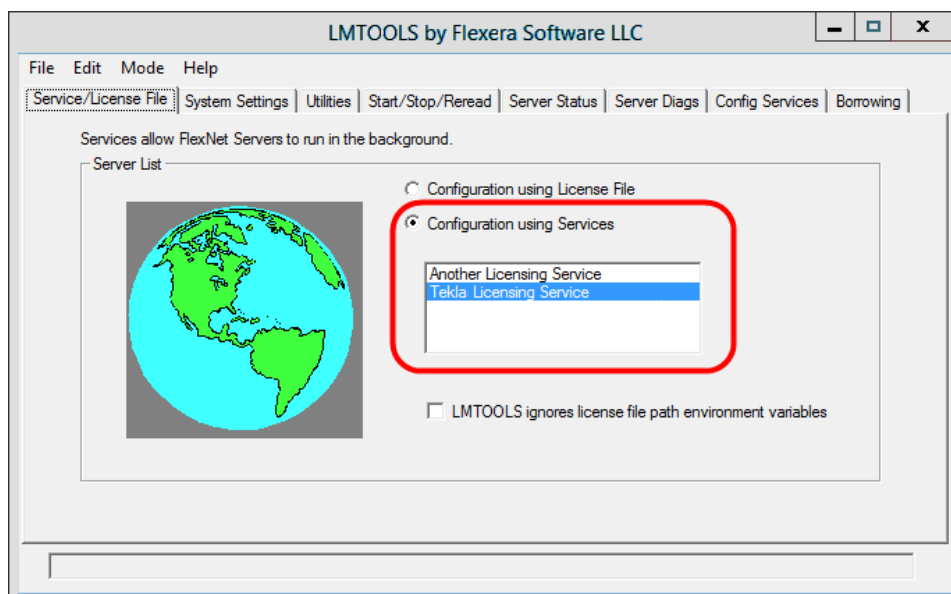 LMTOOLS by Flexera Software LLC
File Edit Mode Help
Service/License File System Settings Utilities Start/Stop/Reread Server Status Server Diags Config Services Borrowing
Services allow FlexNet Servers to run in the background.
Server List
Configuration using License File
Configuration using Services
Another Licensing Service
Tekla Licensing Service
LMTOOLS ignores license file path environment variables